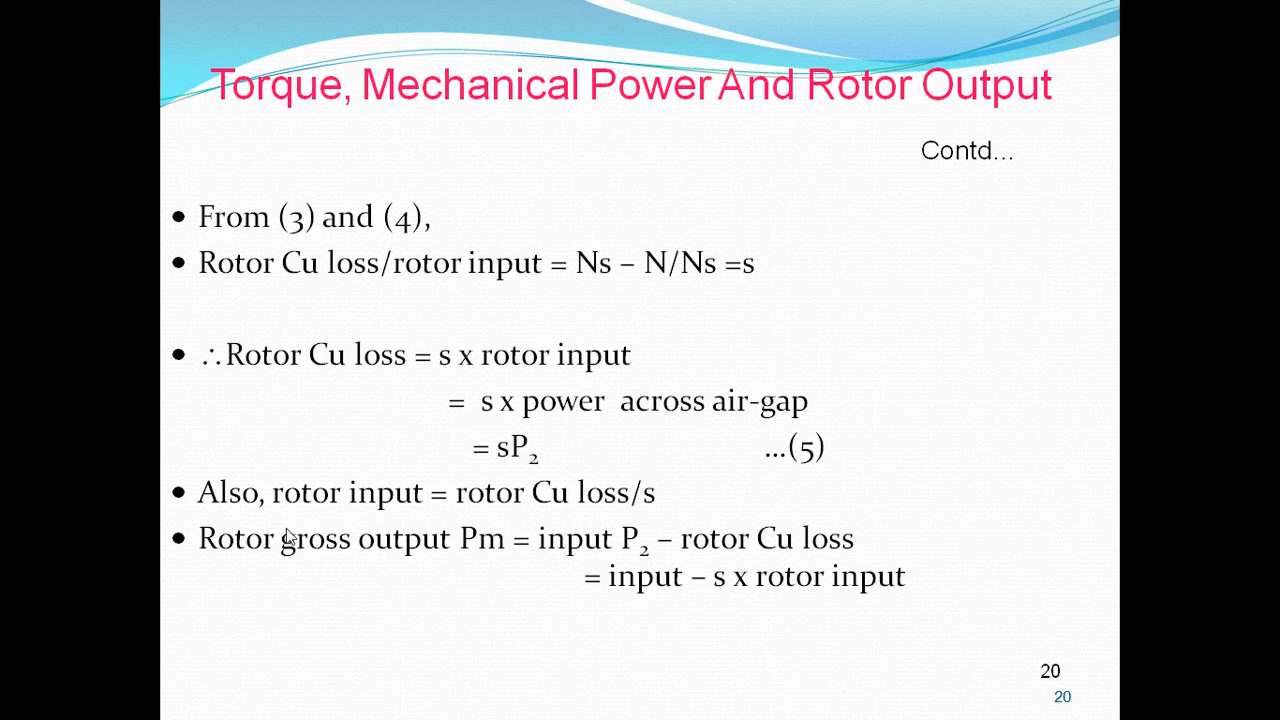 Torque, Mechanical Power And Rotor Output
Contd...
• From (3) and (4),
• Rotor Cu loss/rotor input = Ns – N/Ns =s
• ∴Rotor Cu loss = s x rotor input
= s x power across air-gap
= sP₂ ...(5)
• Also, rotor input = rotor Cu loss/s
• Rotor gross output Pm = input P₂ – rotor Cu loss
= input – s x rotor input
20
20